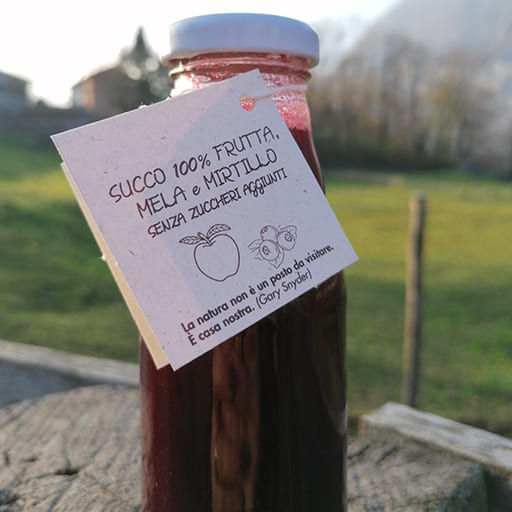 SUCCO 100% FRUTTA,
MELA e MIRTILLO
SENZA ZUCCHERI AGGIUNTI
La natura non è un posto da visitare.
È casa nostra. (Gary Snyder)